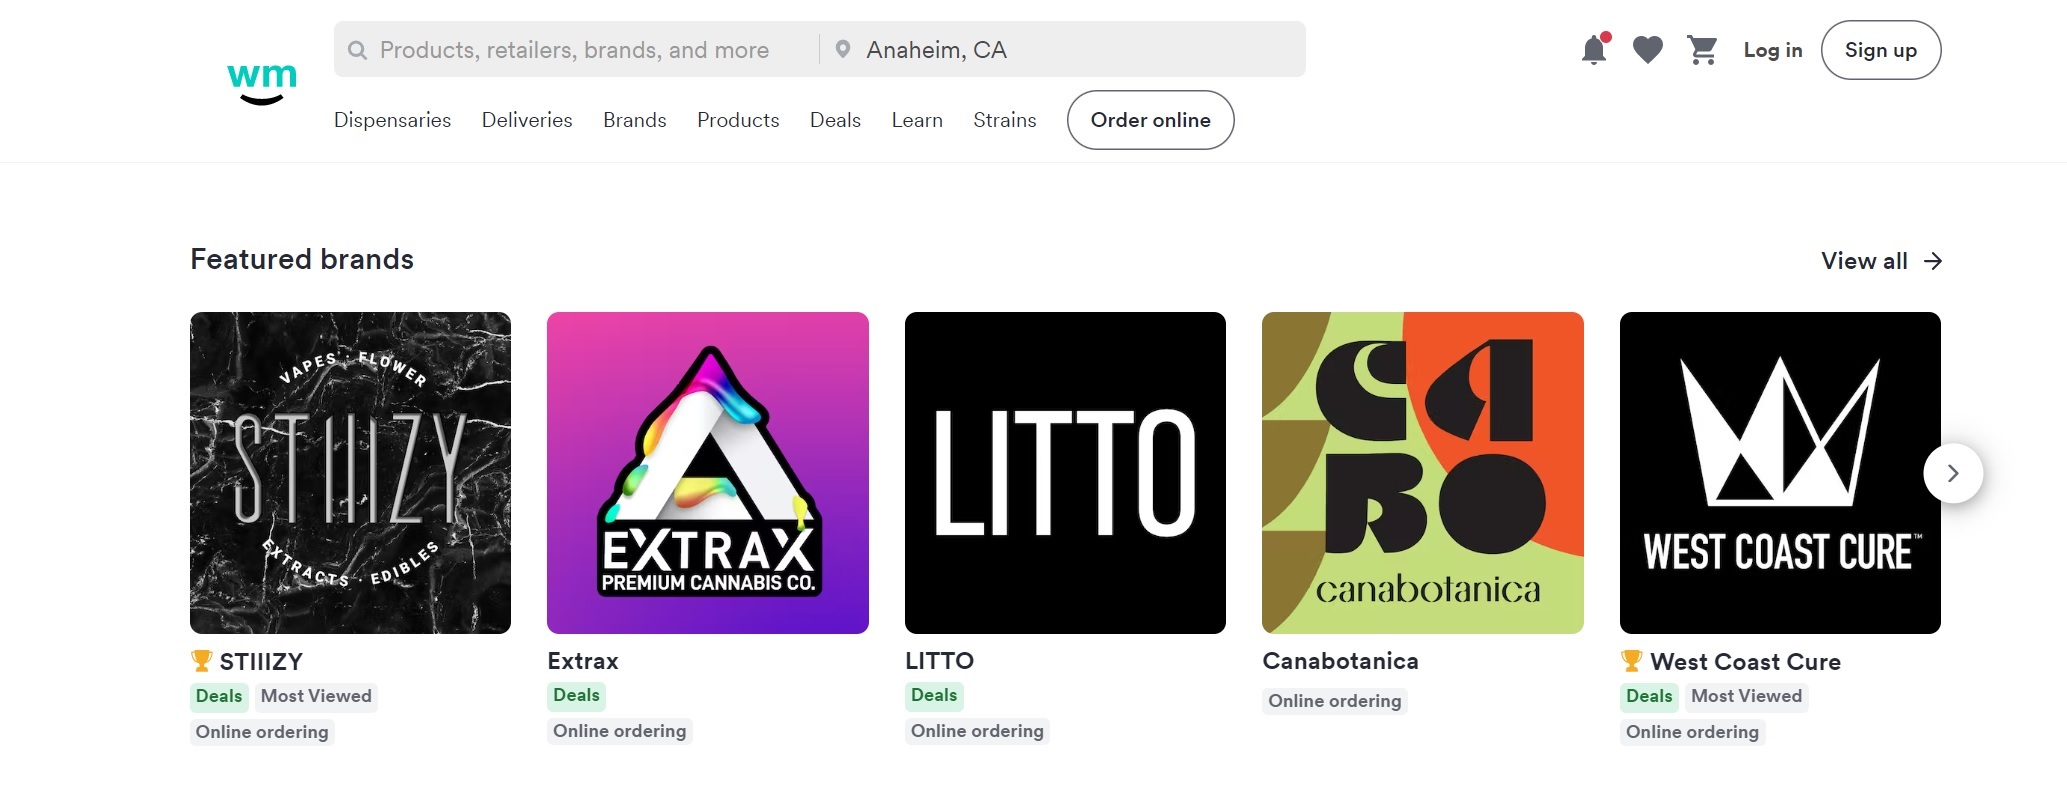 wm
Products, retailers, brands, and more
Anaheim, CA
Log in
Sign up
Dispensaries
Deliveries
Brands
Products
Deals
Learn
Strains
Order online
Featured brands
View all
VAPES · FLOWER
STIIIZY
EXTRACTS · EDIBLES
EXTRAX
PREMIUM CANNABIS CO.
LITTO
CA
BO
canabotanica
WEST COAST CURE™
STIIIZY
Deals
Most Viewed
Online ordering
Extrax
Deals
Online ordering
LITTO
Deals
Online ordering
Canabotanica
Online ordering
West Coast Cure
Deals
Most Viewed
Online ordering